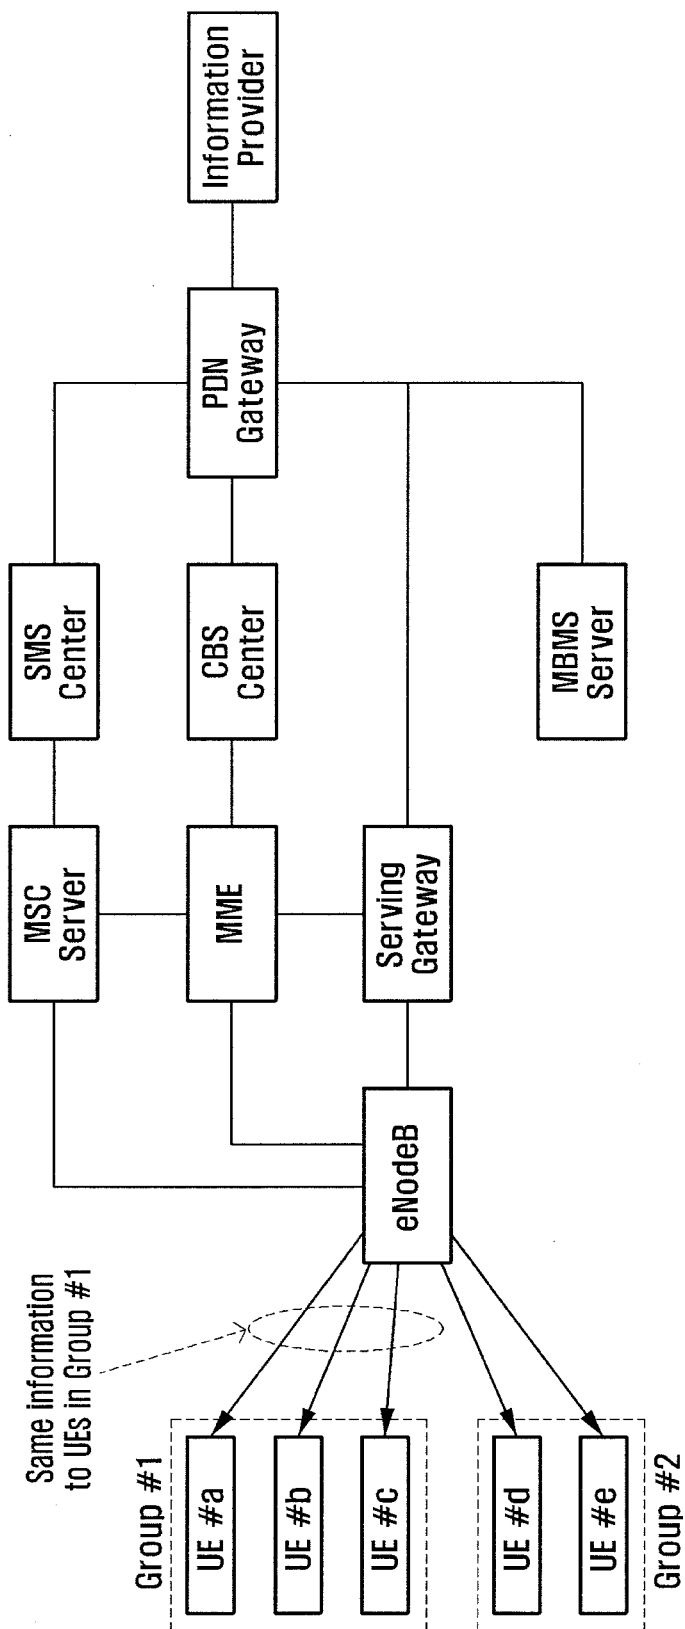 Same information
to UEs in Group #1
Group #1
UE #a
UE #b
UE #c
UE #d
UE #e
Group #2
eNodeB
MSC
Server
MME
Serving
Gateway
SMS
Center
CBS
Center
MBMS
Server
PDN
Gateway
Information
Provider